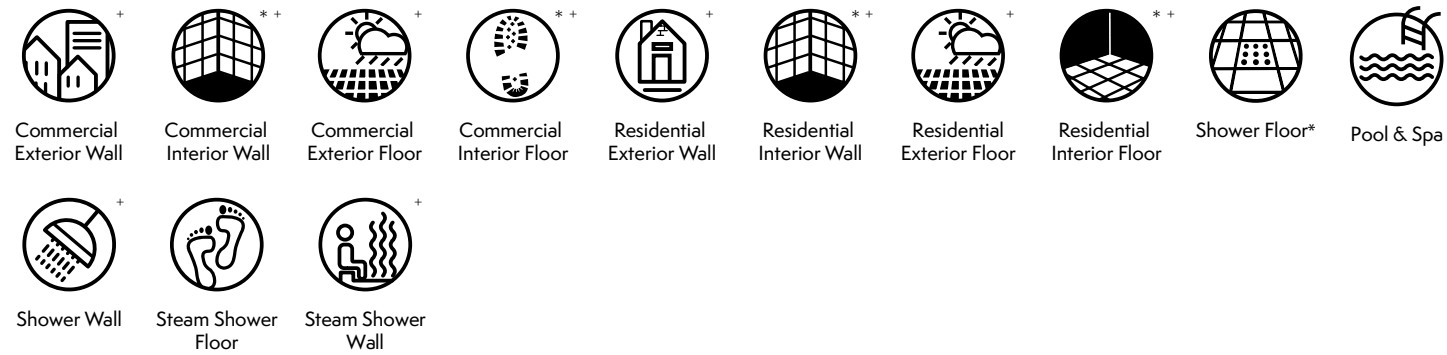 + * + + * + + * + + * +
Commercial Commercial Commercial Commercial Residential Residential Residential Residential Shower Floor* Pool & Spa
Exterior Wall Interior Wall Exterior Floor Interior Floor Exterior Wall Interior Wall Exterior Floor Interior Floor
+ +
Shower Wall Steam Shower Steam Shower
Floor Wall